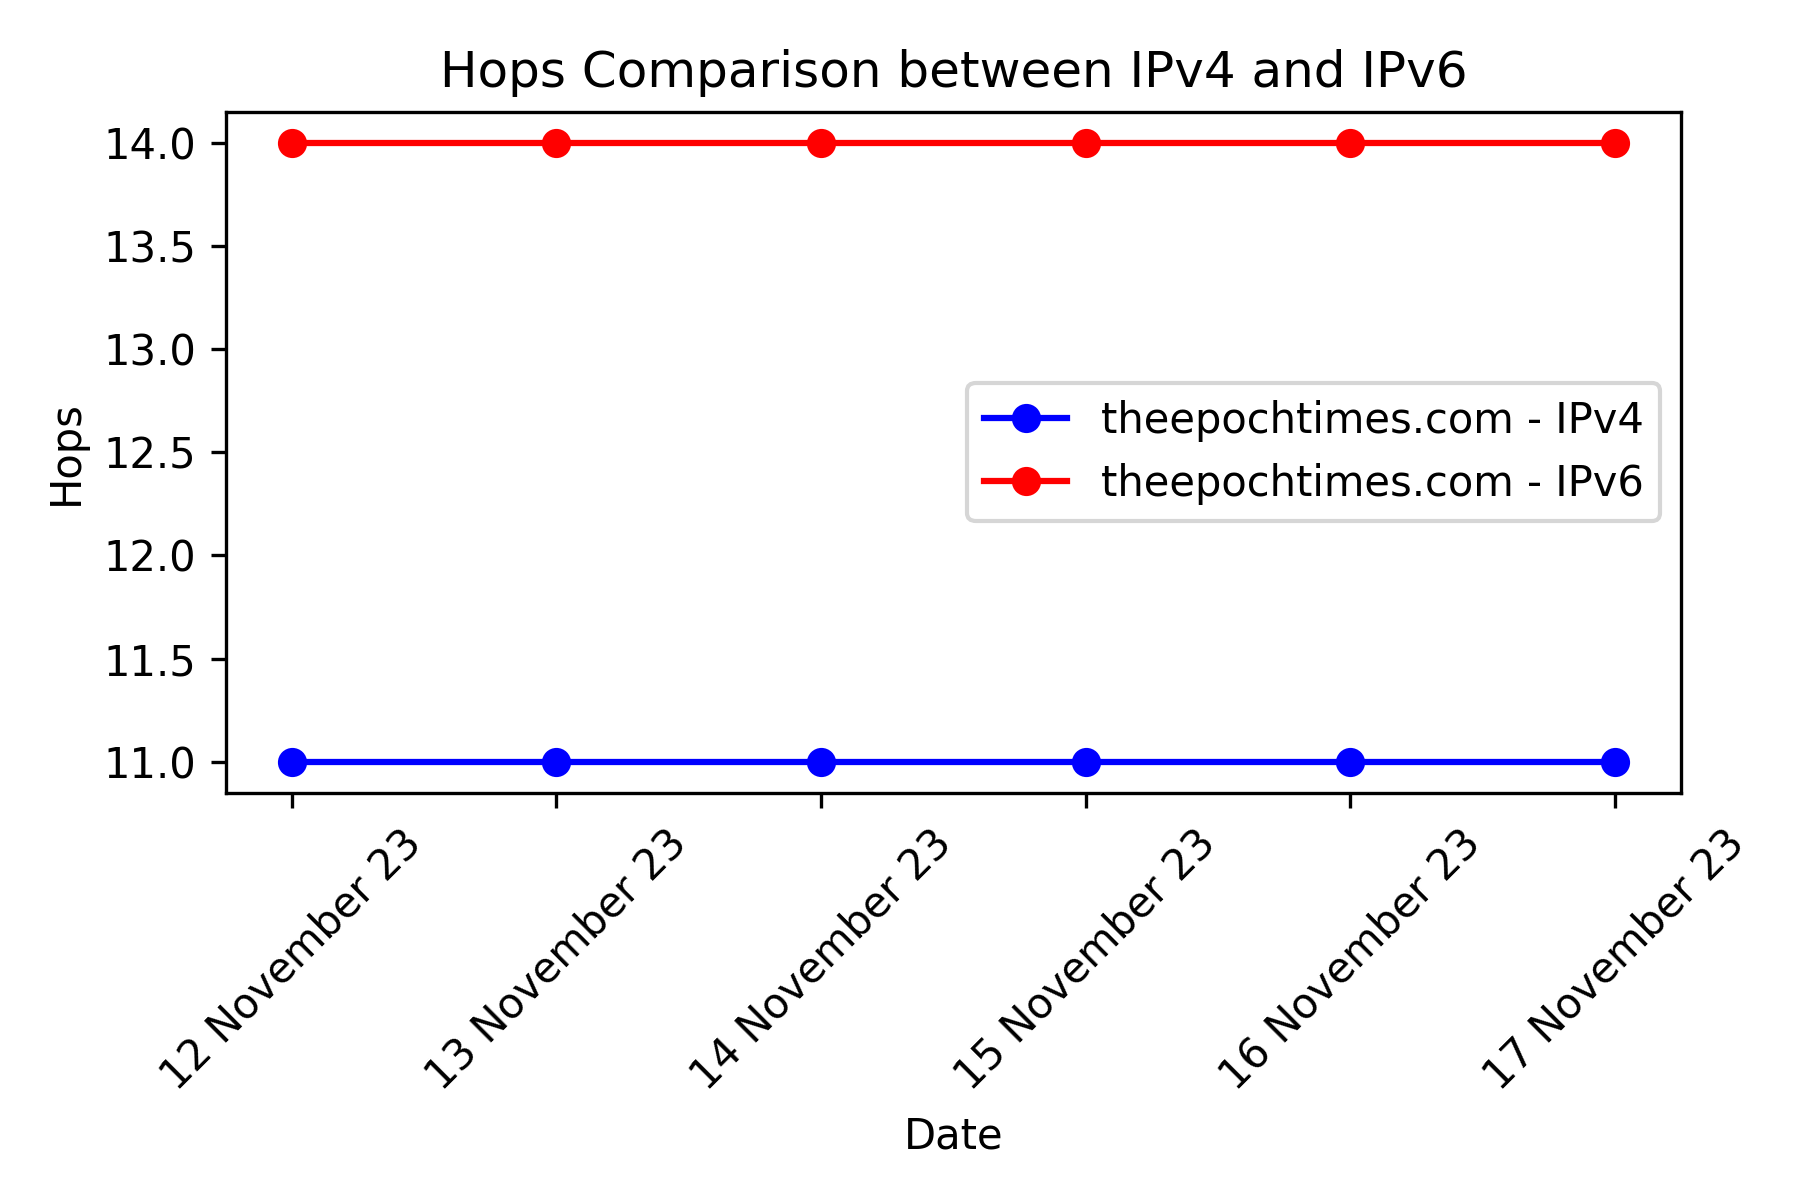 Hops Comparison between IPv4 and IPv6
14.0
13.5
13.0
12.5
12.0
11.5
11.0
Hops
theepochtimes.com - IPv4
theepochtimes.com - IPv6
12 November 23
13 November 23
14 November 23
15 November 23
16 November 23
17 November 23
Date